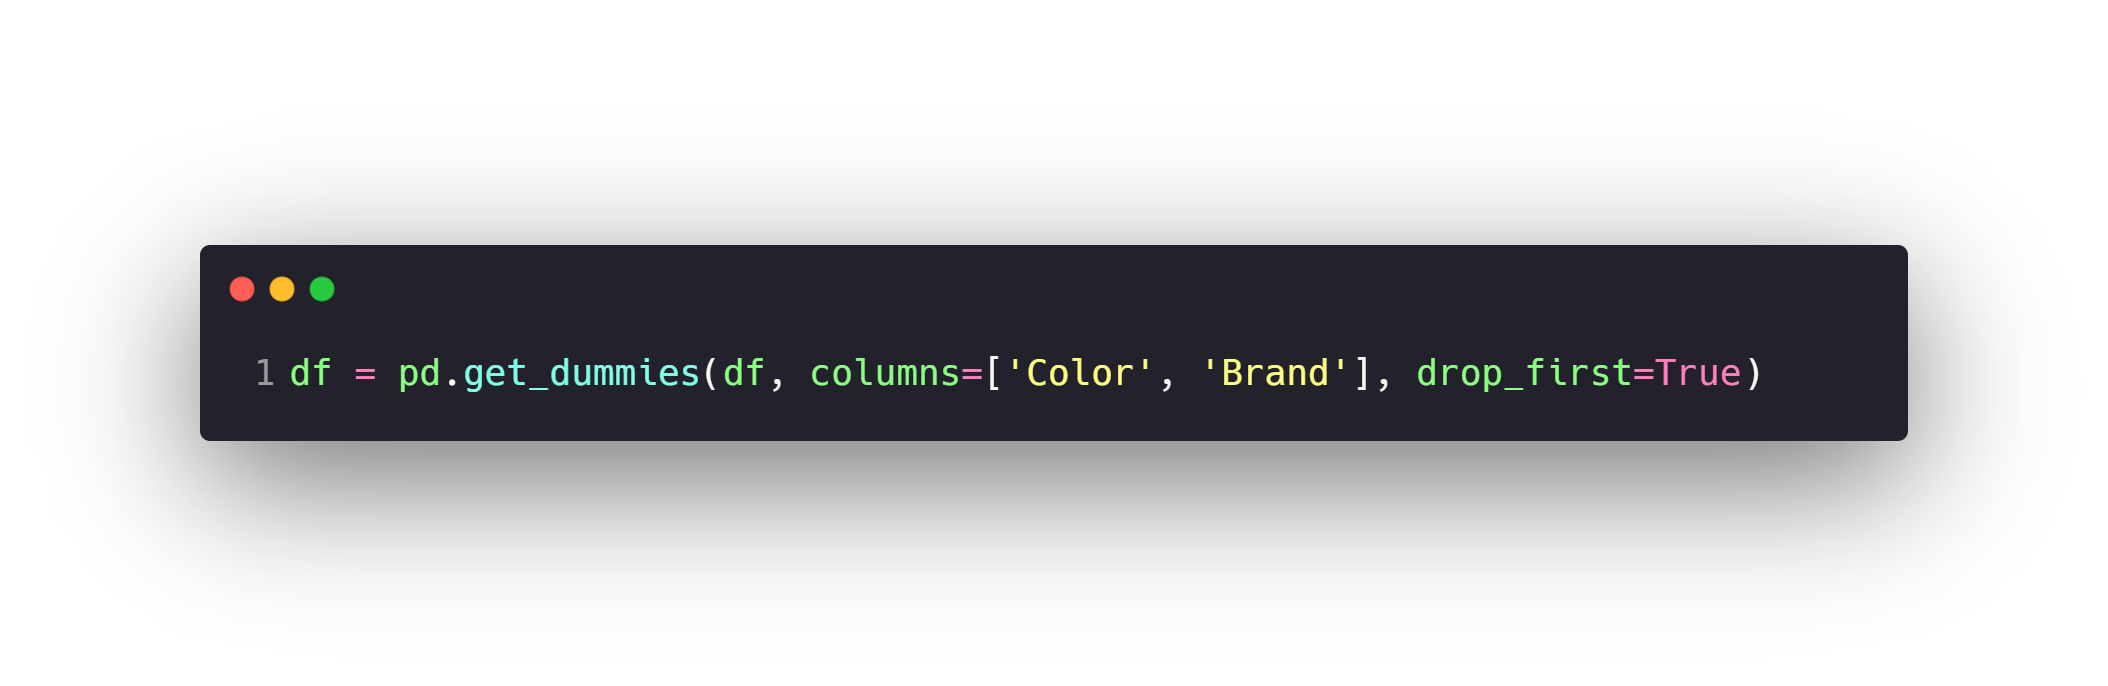 1 df = pd.get_dummies(df, columns=['Color', 'Brand'], drop_first=True)